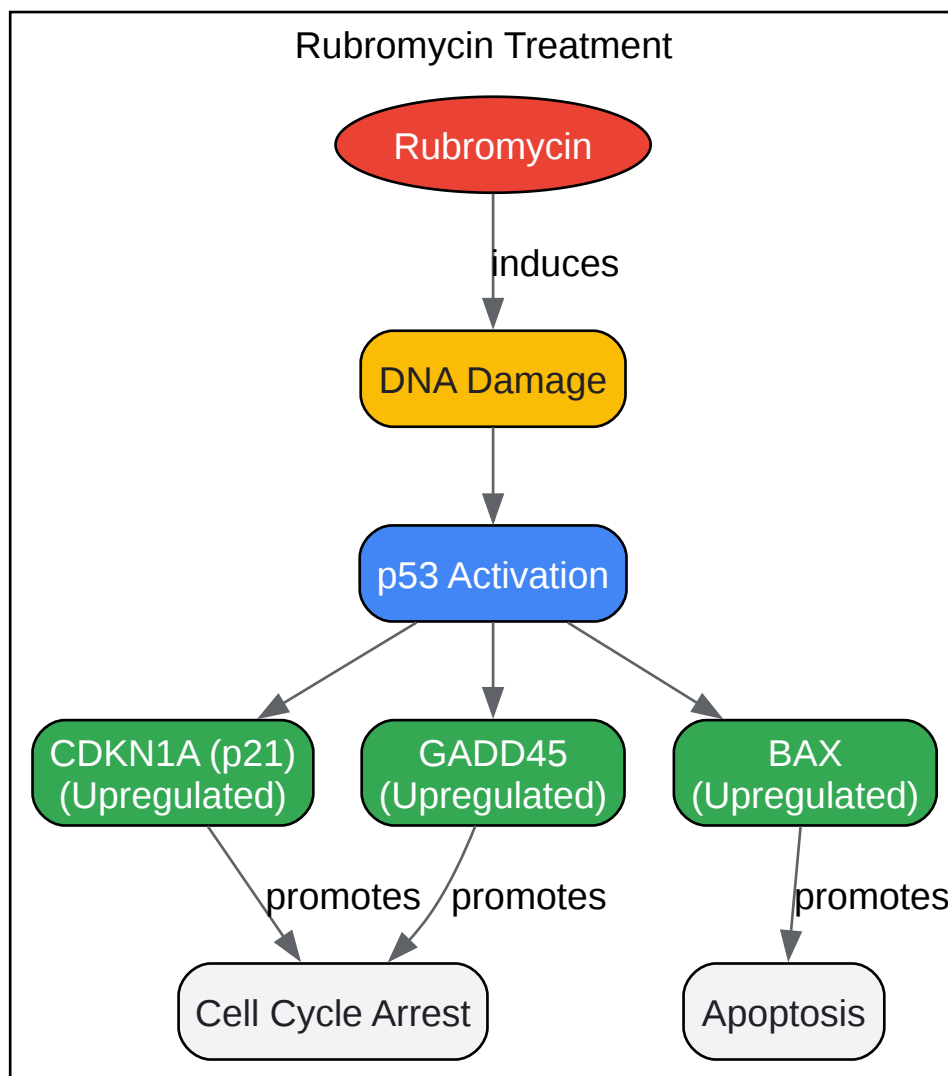 Rubromycin Treatment
Rubromycin
induces
DNA Damage
p53 Activation
CDKN1A (p21)
(Upregulated)
GADD45
(Upregulated)
BAX
(Upregulated)
promotes
promotes
promotes
Cell Cycle Arrest
Apoptosis